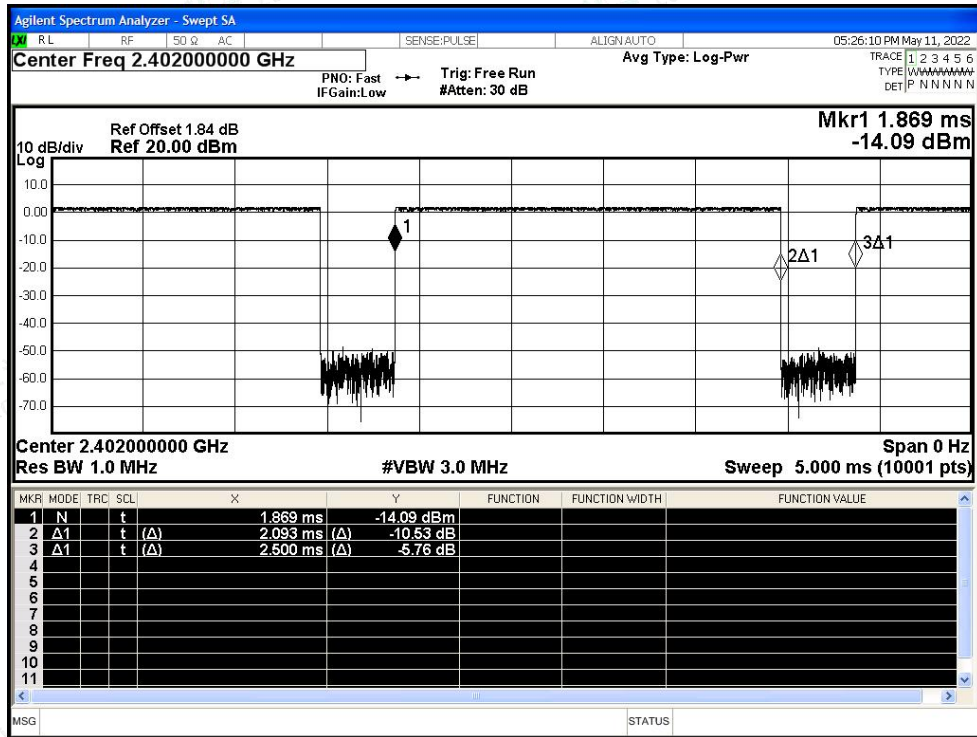 Agilent Spectrum Analyzer - Swept SA
LXI RL RF 50 Ω AC SENSE:PULSE ALIGN AUTO 05:26:10 PM May 11, 2022
Center Freq 2.402000000 GHz
PNO: Fast
IFGain:Low
Trig: Free Run
#Atten: 30 dB
Avg Type: Log-Pwr
TRACE 1 2 3 4 5 6
TYPE
DET P N N N N N
Mkr1 1.869 ms
-14.09 dBm
Ref Offset 1.84 dB
10 dB/div Ref 20.00 dBm
Log
10.0
0.00
-10.0
-20.0
-30.0
-40.0
-50.0
-60.0
-70.0
1
2Δ1
3Δ1
Center 2.402000000 GHz Span 0 Hz
Res BW 1.0 MHz #VBW 3.0 MHz Sweep 5.000 ms (10001 pts)
MKR MODE TRC SCL X Y FUNCTION FUNCTION WIDTH FUNCTION VALUE
1 N t 1.869 ms -14.09 dBm
2 Δ1 t (Δ) 2.093 ms (Δ) -10.53 dB
3 Δ1 t (Δ) 2.500 ms (Δ) -5.76 dB
4
5
6
7
8
9
10
11
MSG STATUS